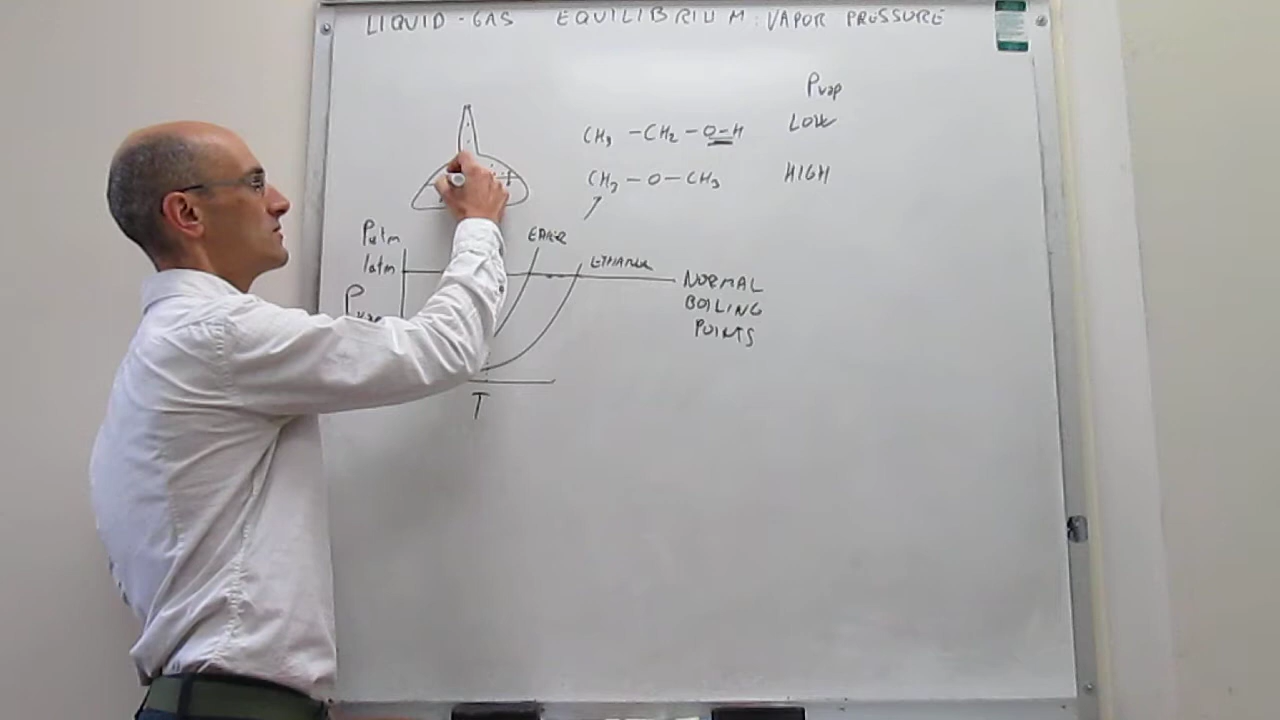 LIQUID-GAS EQUILIBRIUM: VAPOR PRESSURE
Pvap
CH3 - CH2 - O-H LOW
CH3 - O - CH3 HIGH
Patm
1atm
ETHER
ETHANOL
NORMAL
BOILING
POINTS
Pvap
T